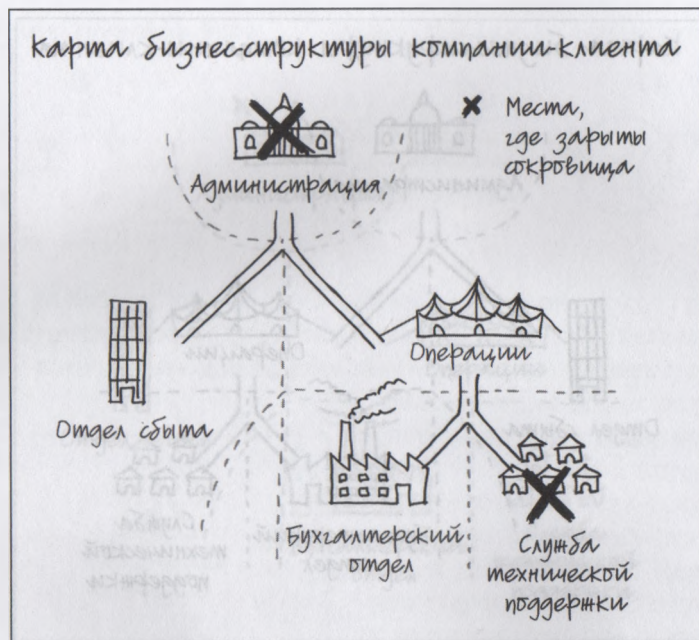 Карта бизнес-структуры компании-клиента
Места,
где зарыты
сокровища
Администрация
Операции
Отдел сбыта
Бухгалтерский
отдел
Служба
технической
поддержки